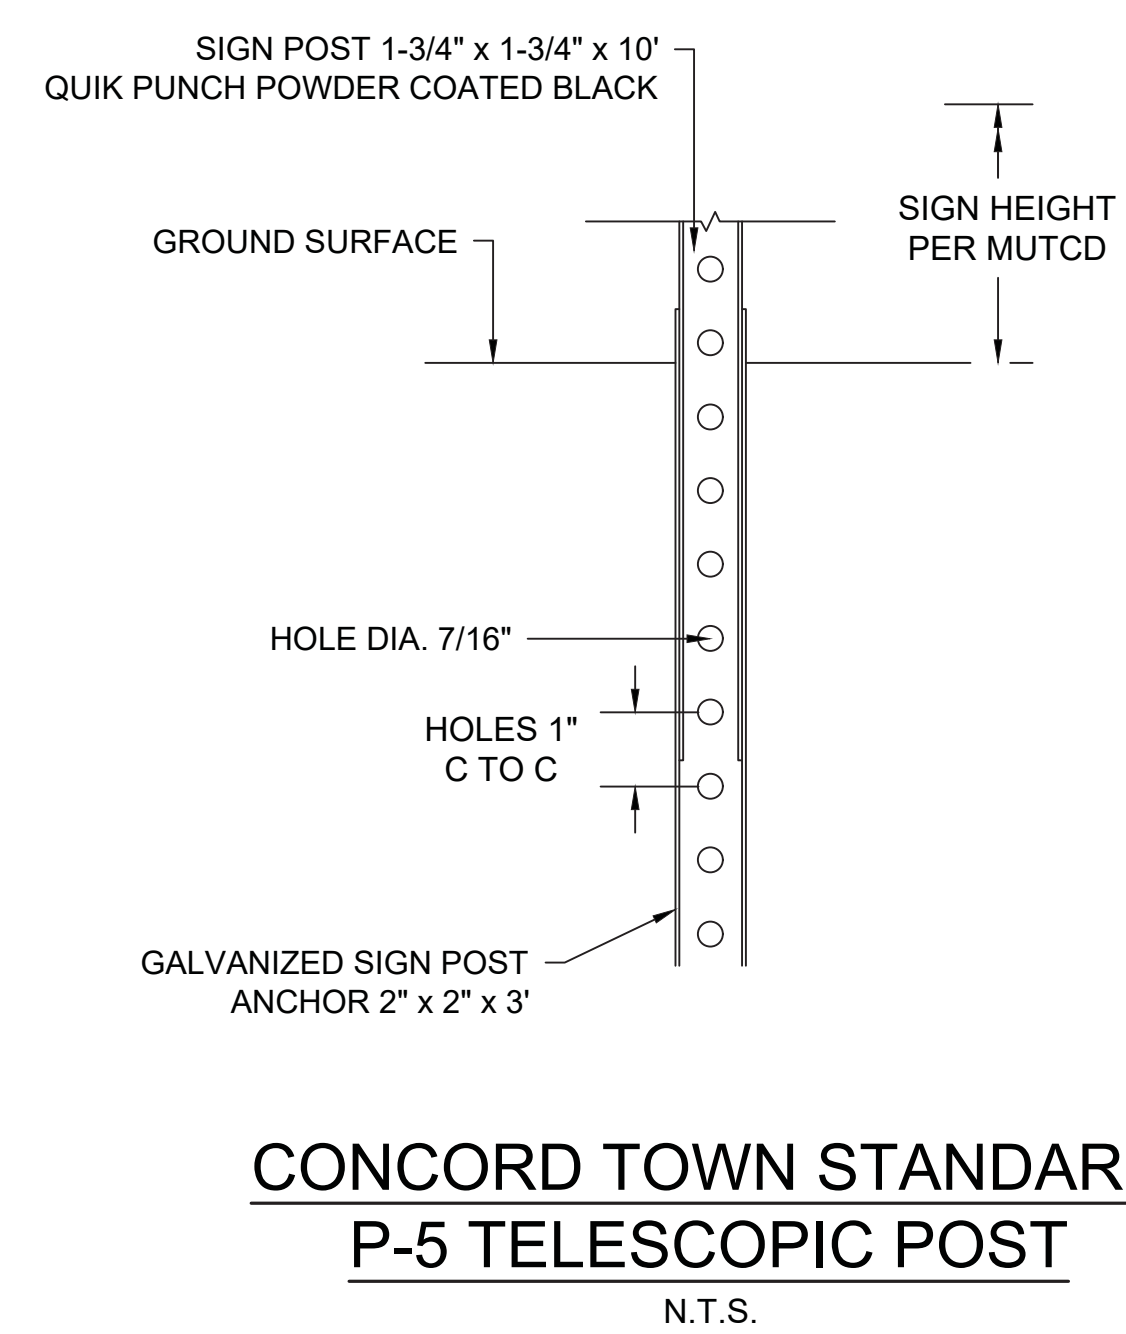 SIGN POST 1-3/4" x 1-3/4" x 10'
QUIK PUNCH POWDER COATED BLACK
SIGN HEIGHT
PER MUTCD
GROUND SURFACE
HOLE DIA. 7/16"
HOLES 1"
C TO C
GALVANIZED SIGN POST
ANCHOR 2" x 2" x 3'
CONCORD TOWN STANDAR
P-5 TELESCOPIC POST
N.T.S.